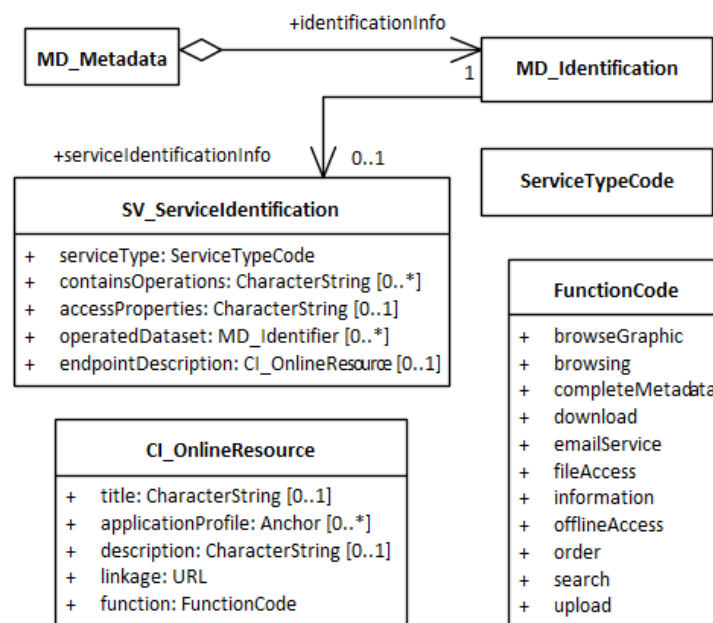 +identificationInfo
MD_Metadata
1
MD_Identification
+serviceIdentificationInfo
0..1
SV_ServiceIdentification
+ serviceType: ServiceTypeCode
+ containsOperations: CharacterString [0..*]
+ accessProperties: CharacterString [0..1]
+ operatedDataset: MD_Identifier [0..*]
+ endpointDescription: CI_OnlineResource [0..1]
ServiceTypeCode
FunctionCode
+ browseGraphic
+ browsing
+ completeMetadata
+ download
+ emailService
+ fileAccess
+ information
+ offlineAccess
+ order
+ search
+ upload
CI_OnlineResource
+ title: CharacterString [0..1]
+ applicationProfile: Anchor [0..*]
+ description: CharacterString [0..1]
+ linkage: URL
+ function: FunctionCode